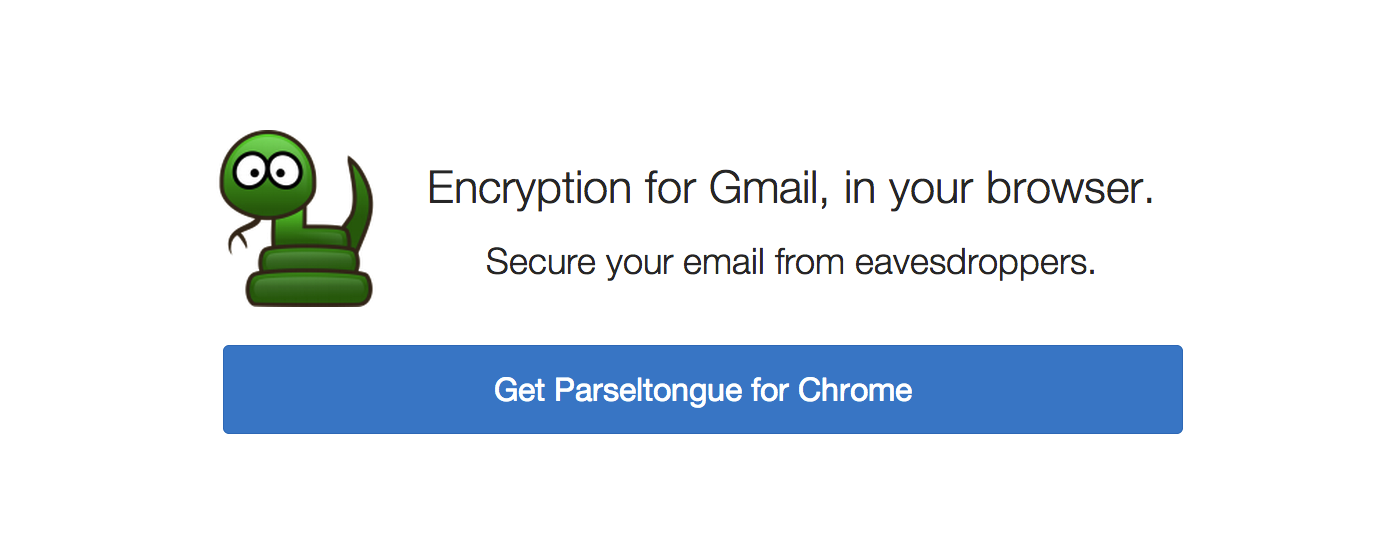 Encryption for Gmail, in your browser.
Secure your email from eavesdroppers.
Get Parseltongue for Chrome